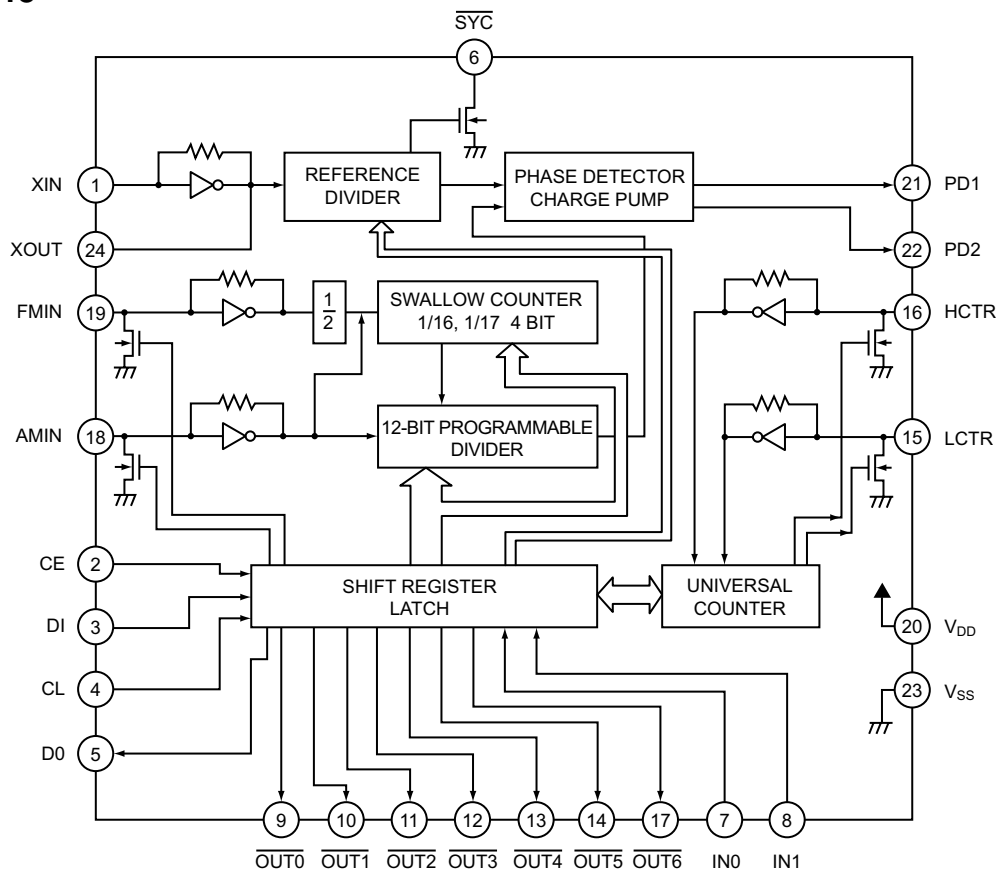 SYC
6
XIN
1
REFERENCE
DIVIDER
PHASE DETECTOR
CHARGE PUMP
21
PD1
XOUT
24
22
PD2
FMIN
19
1
2
SWALLOW COUNTER
1/16, 1/17 4 BIT
16
HCTR
AMIN
18
12-BIT PROGRAMMABLE
DIVIDER
15
LCTR
CE
2
SHIFT REGISTER
LATCH
UNIVERSAL
COUNTER
DI
3
20
VDD
CL
4
23
VSS
D0
5
9
10
11
12
13
14
17
7
8
OUT0
OUT1
OUT2
OUT3
OUT4
OUT5
OUT6
IN0
IN1